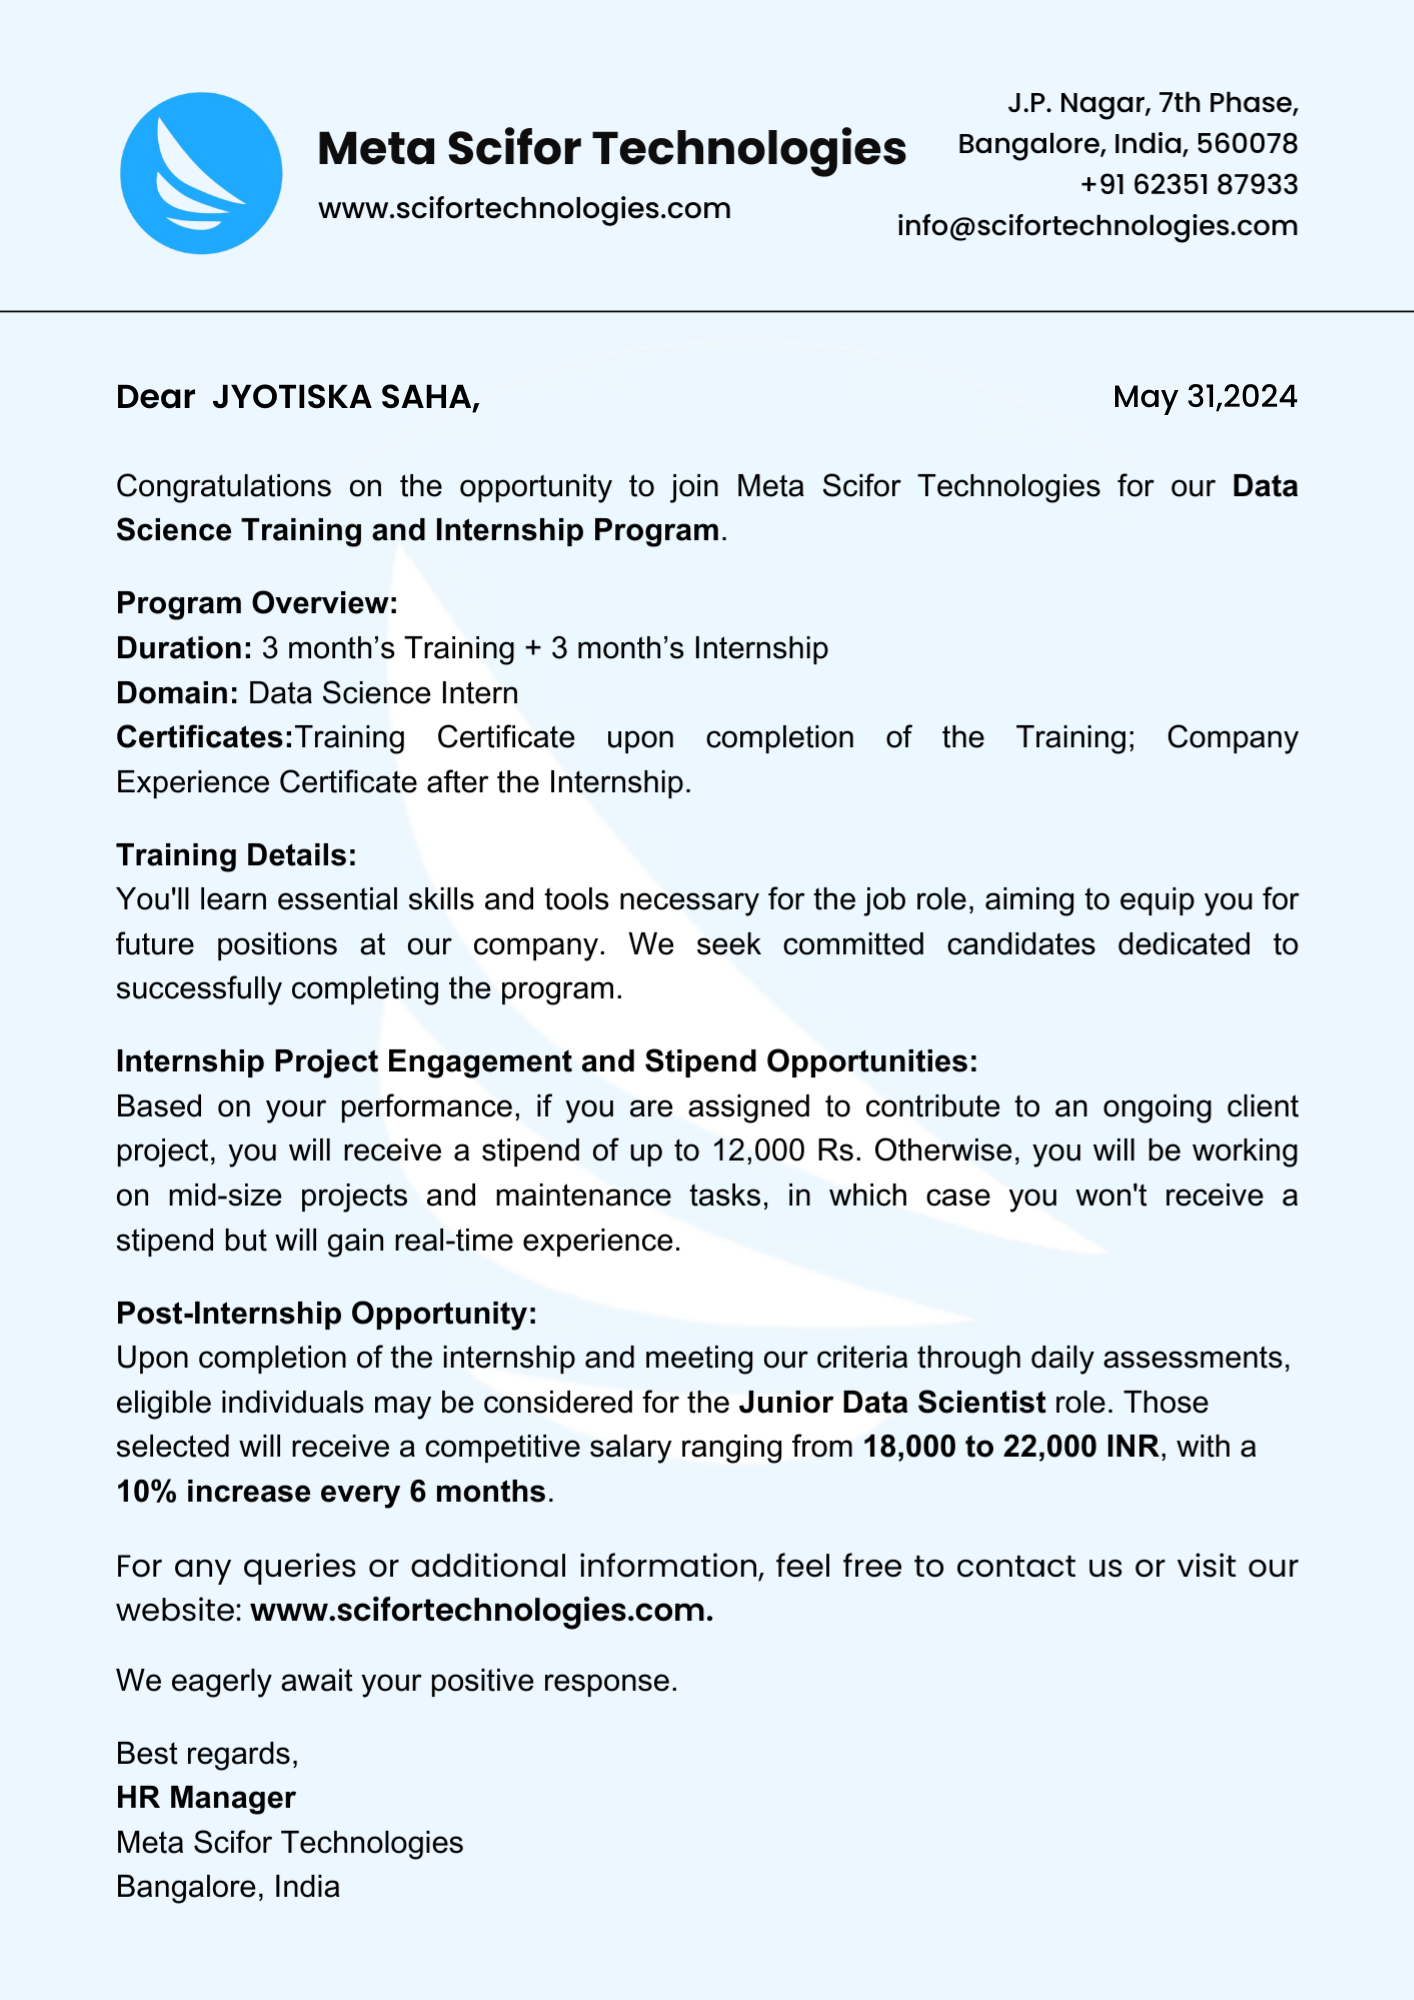 Meta Scifor Technologies
www.scifortechnologies.com
J.P. Nagar, 7th Phase,
Bangalore, India, 560078
+91 62351 87933
info@scifortechnologies.com
Dear JYOTISKA SAHA,
May 31,2024
Congratulations on the opportunity to join Meta Scifor Technologies for our Data
Science Training and Internship Program.
Program Overview:
Duration: 3 month’s Training + 3 month’s Internship
Domain: Data Science Intern
Certificates:Training Certificate upon completion of the Training; Company
Experience Certificate after the Internship.
Training Details:
You'll learn essential skills and tools necessary for the job role, aiming to equip you for
future positions at our company. We seek committed candidates dedicated to
successfully completing the program.
Internship Project Engagement and Stipend Opportunities:
Based on your performance, if you are assigned to contribute to an ongoing client
project, you will receive a stipend of up to 12,000 Rs. Otherwise, you will be working
on mid-size projects and maintenance tasks, in which case you won't receive a
stipend but will gain real-time experience.
Post-Internship Opportunity:
Upon completion of the internship and meeting our criteria through daily assessments,
eligible individuals may be considered for the Junior Data Scientist role. Those
selected will receive a competitive salary ranging from 18,000 to 22,000 INR, with a
10% increase every 6 months.
For any queries or additional information, feel free to contact us or visit our
website: www.scifortechnologies.com.
We eagerly await your positive response.
Best regards,
HR Manager
Meta Scifor Technologies
Bangalore, India